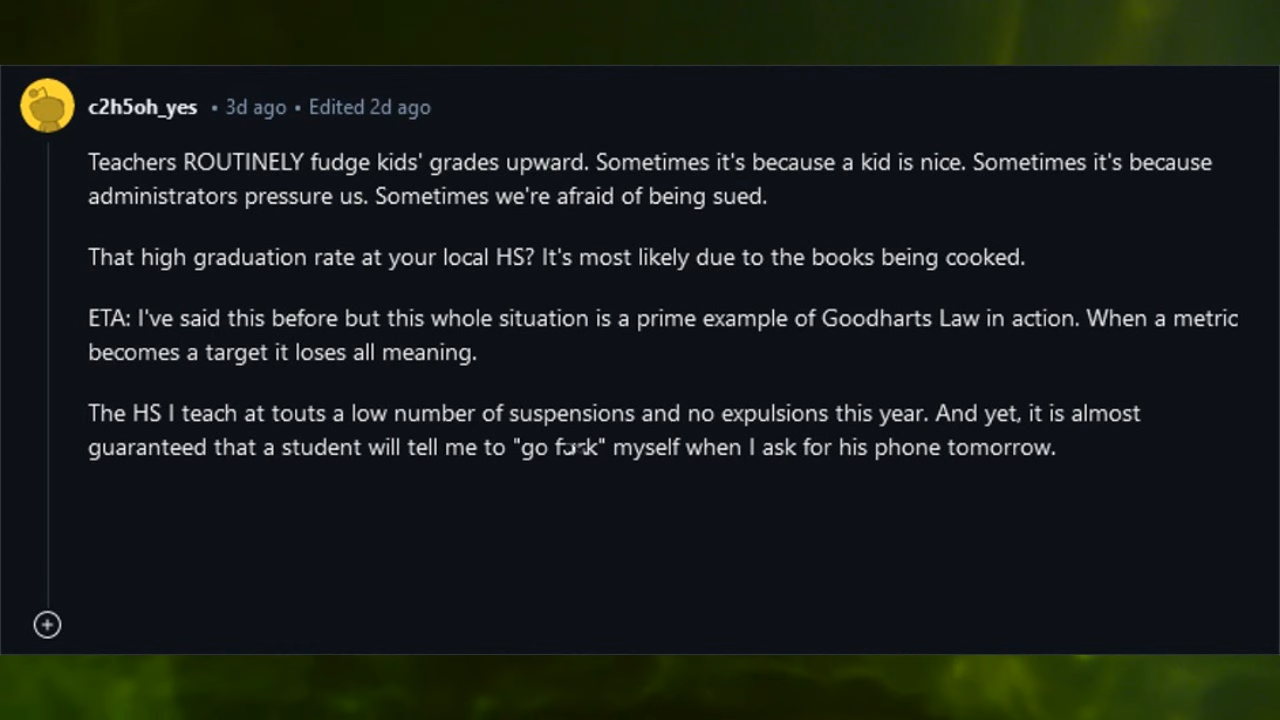 c2h5oh_yes • 3d ago • Edited 2d ago
Teachers ROUTINELY fudge kids' grades upward. Sometimes it's because a kid is nice. Sometimes it's because
administrators pressure us. Sometimes we're afraid of being sued.
That high graduation rate at your local HS? It's most likely due to the books being cooked.
ETA: I've said this before but this whole situation is a prime example of Goodharts Law in action. When a metric
becomes a target it loses all meaning.
The HS I teach at touts a low number of suspensions and no expulsions this year. And yet, it is almost
guaranteed that a student will tell me to "go fuck" myself when I ask for his phone tomorrow.